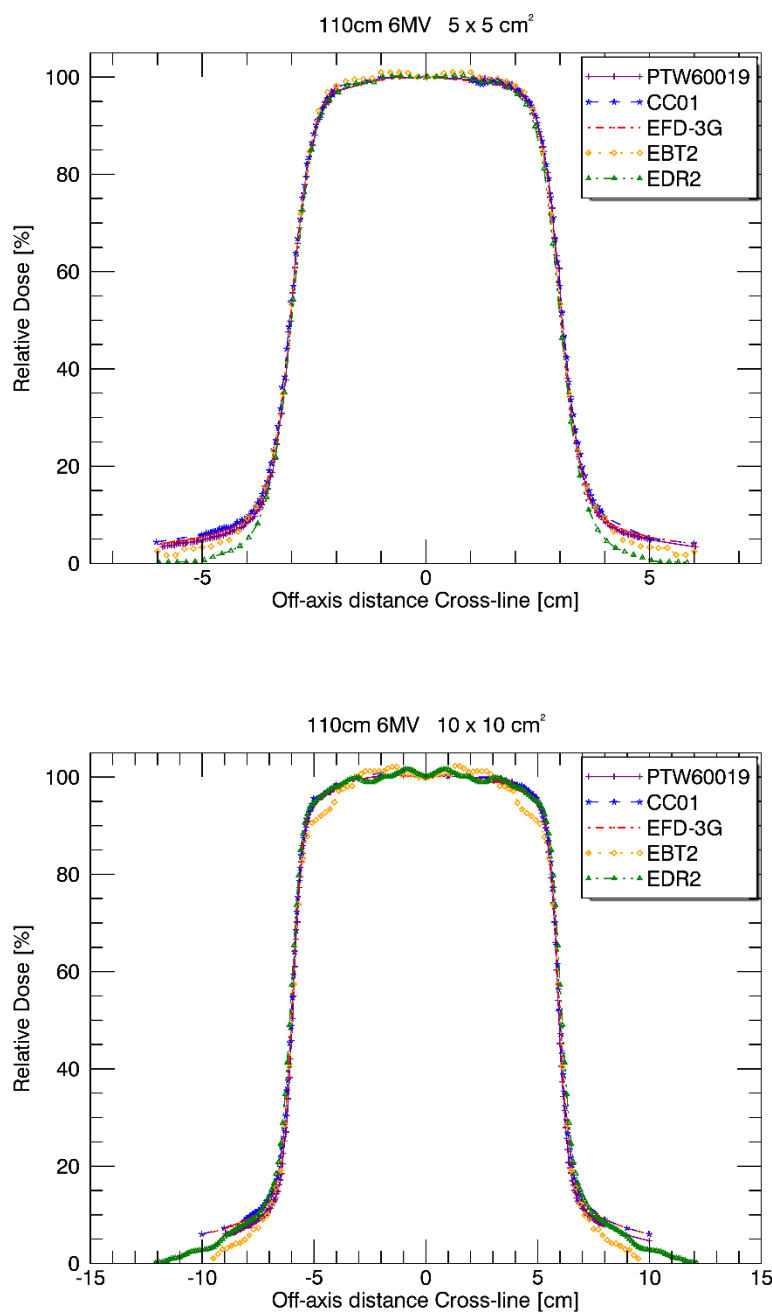 110cm 6MV 5 x 5 cm²
PTW60019
CC01
EFD-3G
EBT2
EDR2
100
80
60
40
20
0
Relative Dose [%]
-5 0 5
Off-axis distance Cross-line [cm]
110cm 6MV 10 x 10 cm²
PTW60019
CC01
EFD-3G
EBT2
EDR2
100
80
60
40
20
0
Relative Dose [%]
-15 -10 -5 0 5 10 15
Off-axis distance Cross-line [cm]